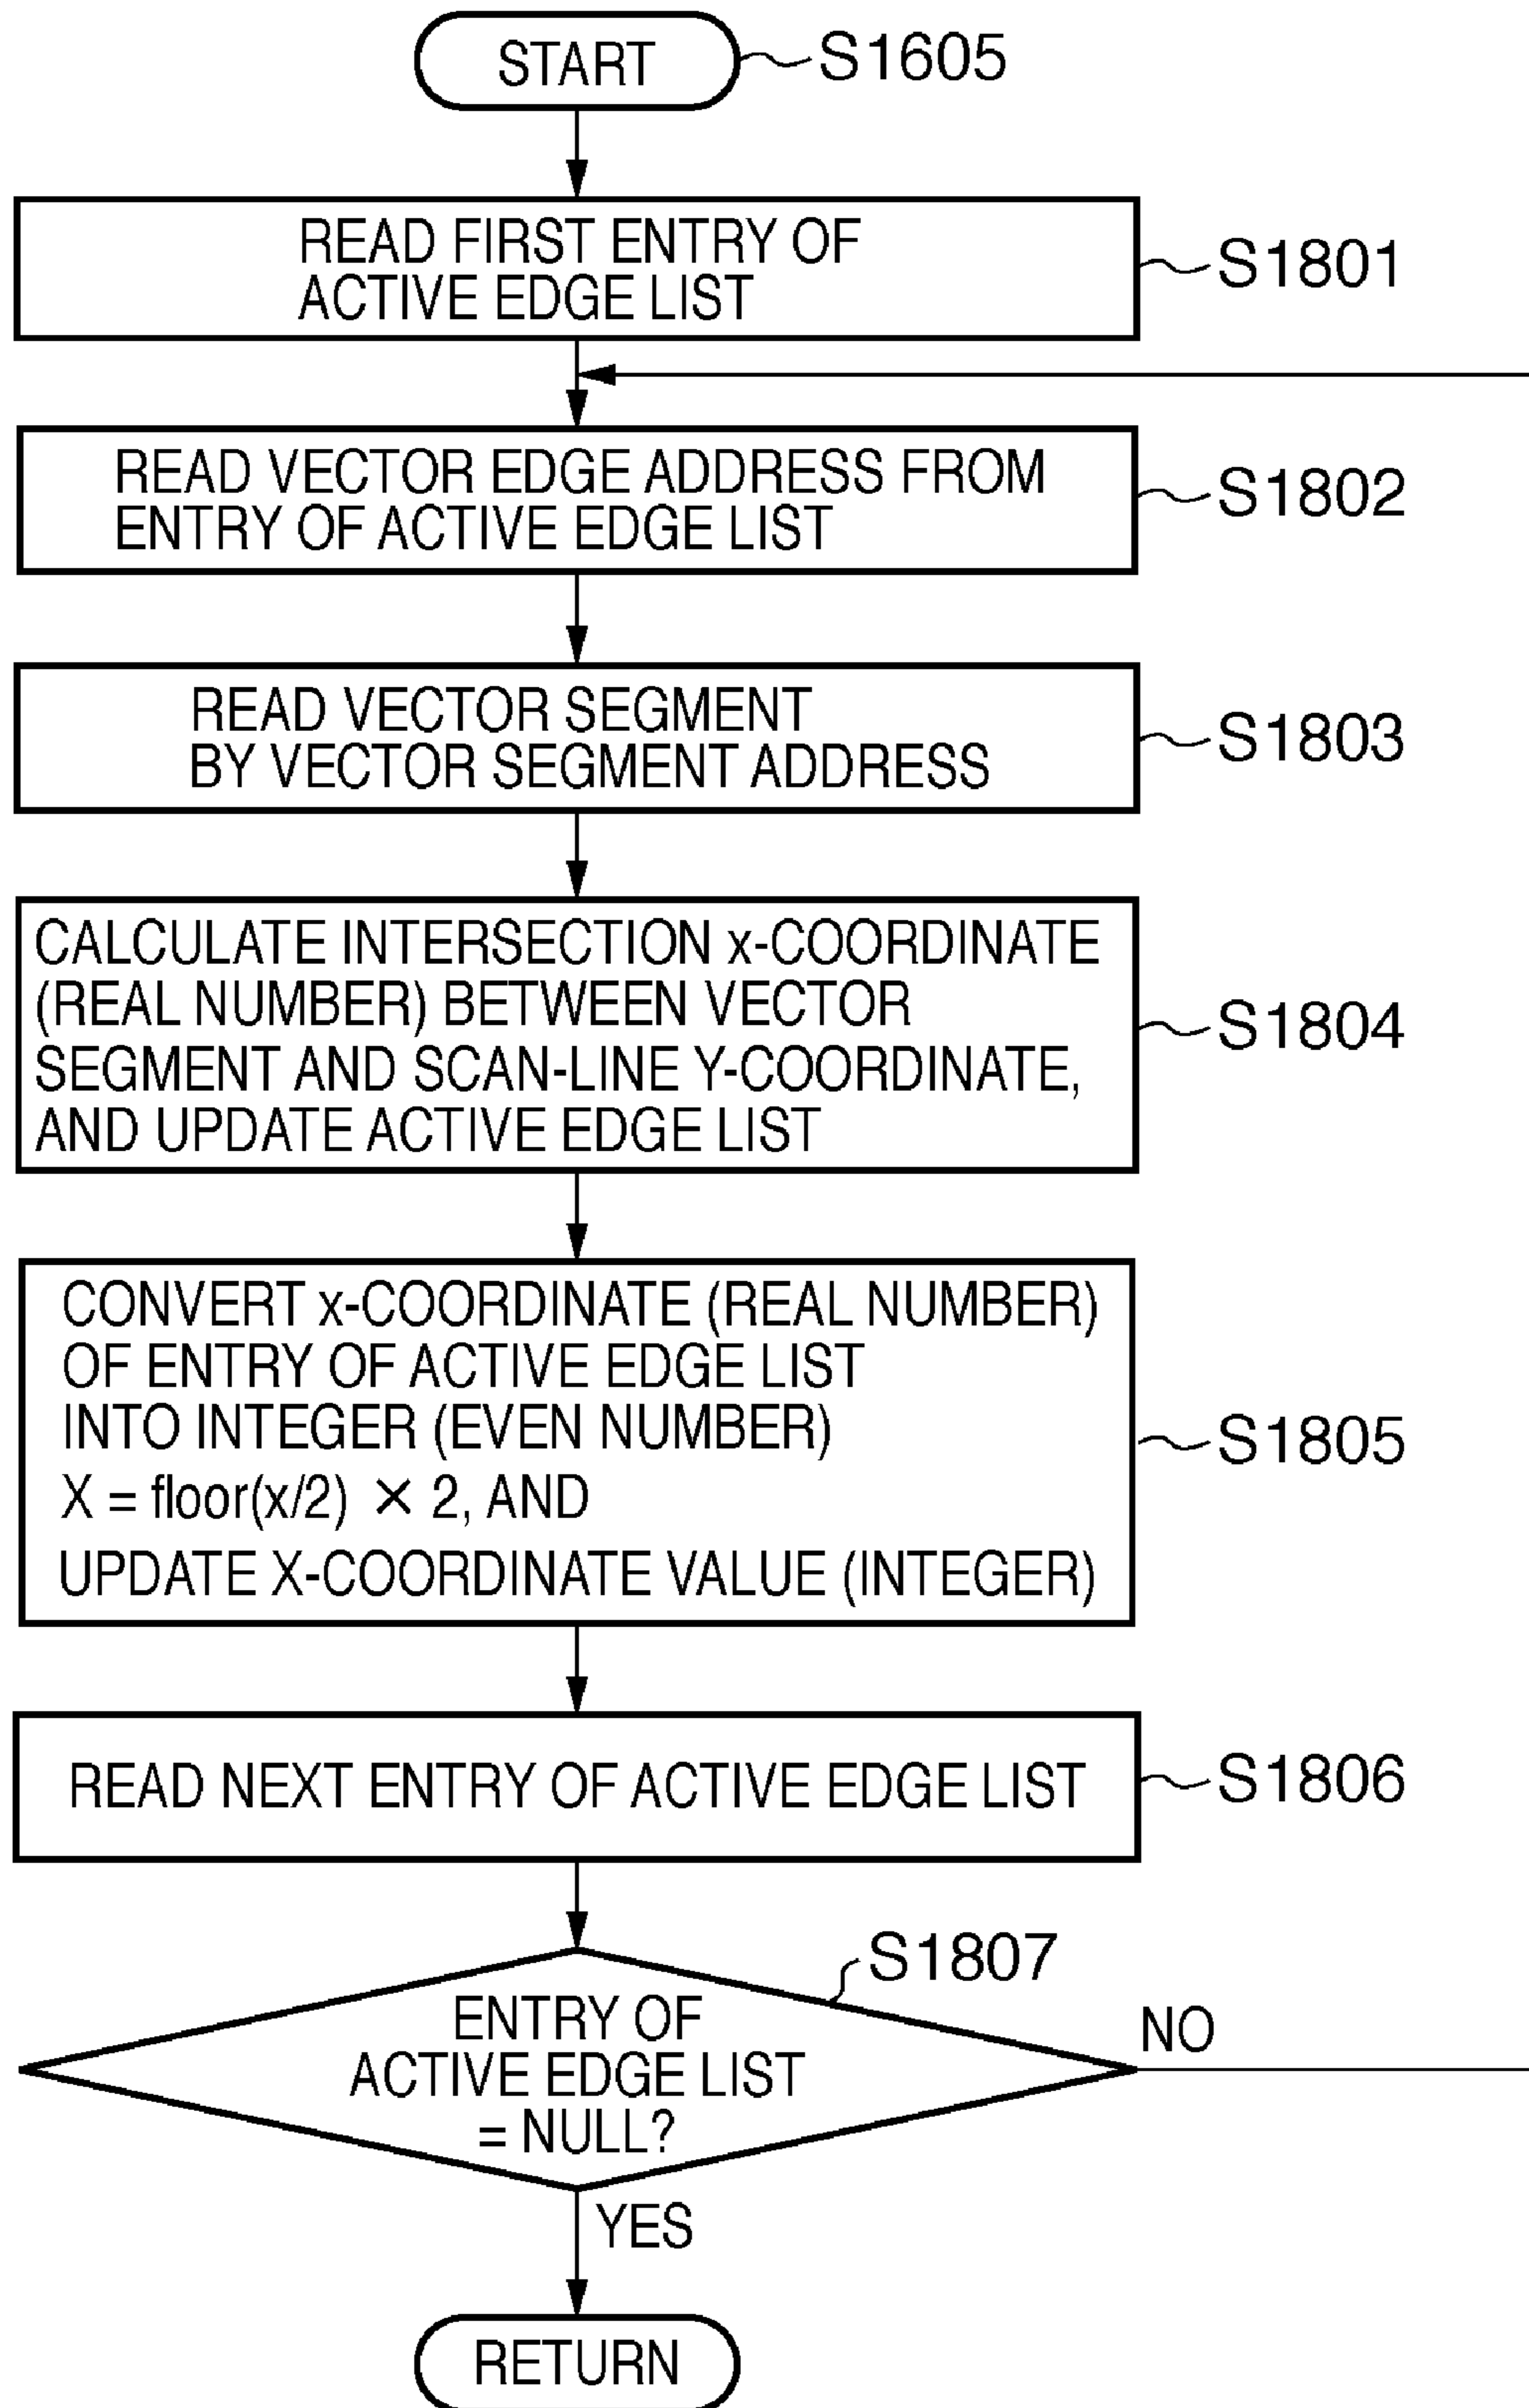 START
S1605
READ FIRST ENTRY OF
ACTIVE EDGE LIST
S1801
READ VECTOR EDGE ADDRESS FROM
ENTRY OF ACTIVE EDGE LIST
S1802
READ VECTOR SEGMENT
BY VECTOR SEGMENT ADDRESS
S1803
CALCULATE INTERSECTION x-COORDINATE
(REAL NUMBER) BETWEEN VECTOR
SEGMENT AND SCAN-LINE Y-COORDINATE,
AND UPDATE ACTIVE EDGE LIST
S1804
CONVERT x-COORDINATE (REAL NUMBER)
OF ENTRY OF ACTIVE EDGE LIST
INTO INTEGER (EVEN NUMBER)
X = floor(x/2) × 2, AND
UPDATE X-COORDINATE VALUE (INTEGER)
S1805
READ NEXT ENTRY OF ACTIVE EDGE LIST
S1806
S1807
ENTRY OF
ACTIVE EDGE LIST
= NULL?
NO
YES
RETURN